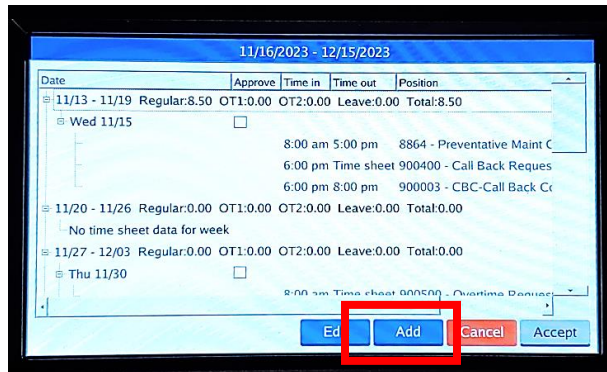 11/16/2023 - 12/15/2023
Date Approve Time in Time out Position
11/13 - 11/19 Regular:8.50 OT1:0.00 OT2:0.00 Leave:0.00 Total:8.50
Wed 11/15
8:00 am 5:00 pm 8864 - Preventative Maint C
6:00 pm Time sheet 900400 - Call Back Reques
6:00 pm 8:00 pm 900003 - CBC-Call Back Co
11/20 - 11/26 Regular:0.00 OT1:0.00 OT2:0.00 Leave:0.00 Total:0.00
No time sheet data for week
11/27 - 12/03 Regular:0.00 OT1:0.00 OT2:0.00 Leave:0.00 Total:0.00
Thu 11/30
8:00 am Time sheet 900500 - Overtime Reques
Ed Add Cancel Accept